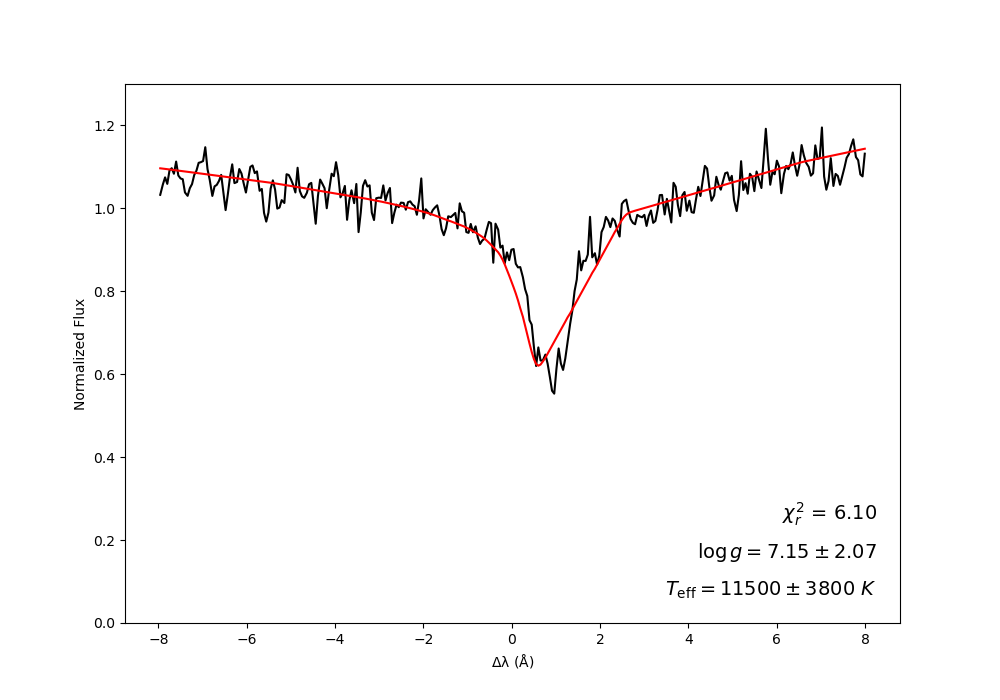 1.2
1.0
0.8
0.6
0.4
0.2
0.0
Normalized Flux
χ²ᵣ = 6.10
log g = 7.15 ± 2.07
T_eff = 11500 ± 3800 K
−8 −6 −4 −2 0 2 4 6 8
Δλ (Å)